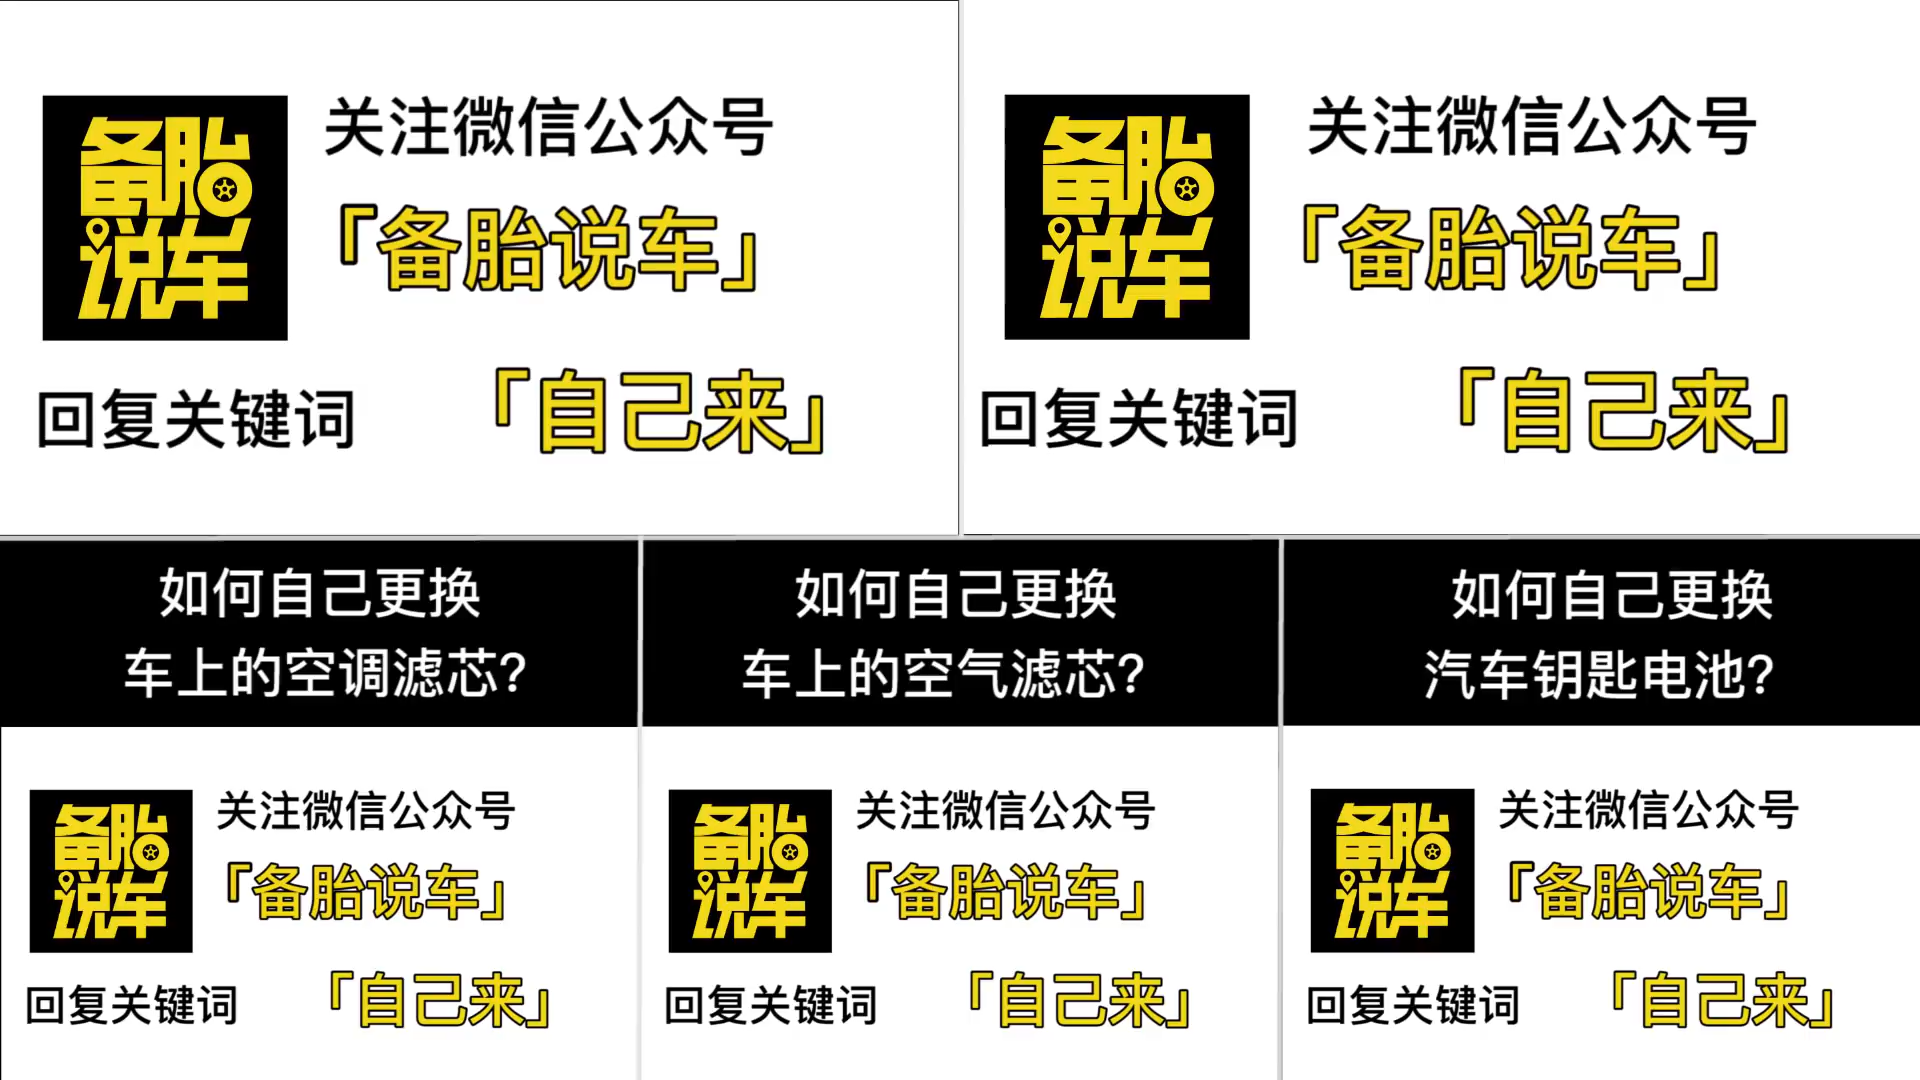 备胎
说车
关注微信公众号
「备胎说车」
回复关键词
「自己来」
备胎
说车
关注微信公众号
「备胎说车」
回复关键词
「自己来」
如何自己更换
车上的空调滤芯?
备胎
说车
关注微信公众号
「备胎说车」
回复关键词
「自己来」
如何自己更换
车上的空气滤芯?
备胎
说车
关注微信公众号
「备胎说车」
回复关键词
「自己来」
如何自己更换
汽车钥匙电池?
备胎
说车
关注微信公众号
「备胎说车」
回复关键词
「自己来」